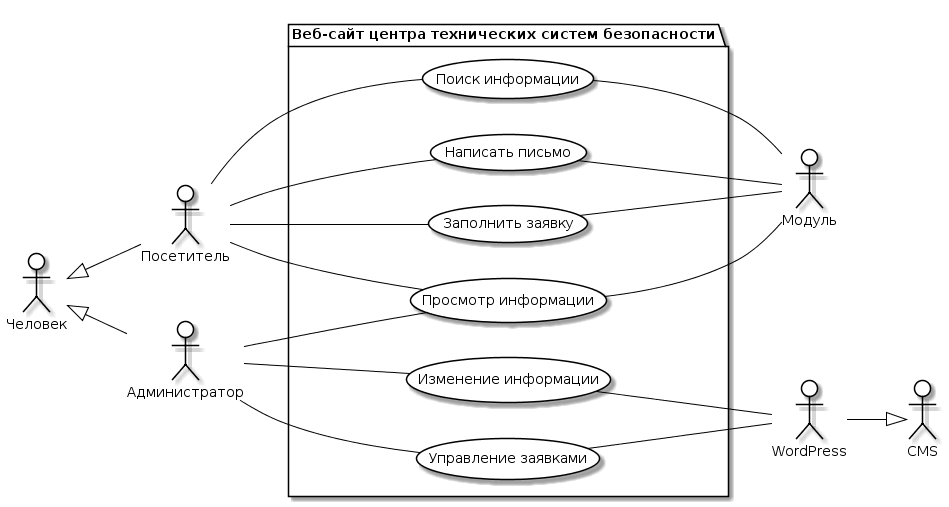 Веб-сайт центра технических систем безопасности
Поиск информации
Написать письмо
Заполнить заявку
Просмотр информации
Изменение информации
Управление заявками
Человек
Посетитель
Администратор
Модуль
WordPress
CMS